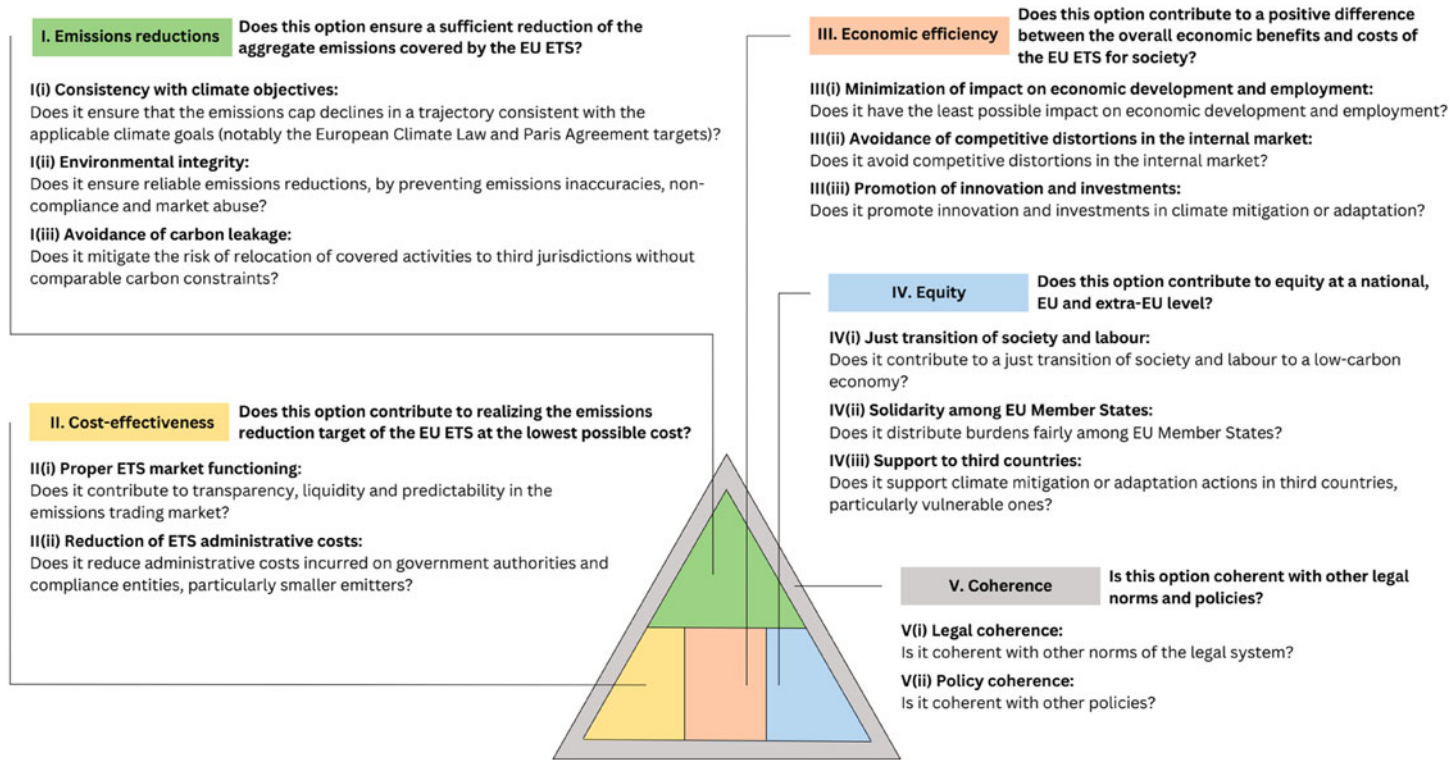 I. Emissions reductions
Does this option ensure a sufficient reduction of the
aggregate emissions covered by the EU ETS?
I(i) Consistency with climate objectives:
Does it ensure that the emissions cap declines in a trajectory consistent with the
applicable climate goals (notably the European Climate Law and Paris Agreement targets)?
I(ii) Environmental integrity:
Does it ensure reliable emissions reductions, by preventing emissions inaccuracies, non-
compliance and market abuse?
I(iii) Avoidance of carbon leakage:
Does it mitigate the risk of relocation of covered activities to third jurisdictions without
comparable carbon constraints?
II. Cost-effectiveness
Does this option contribute to realizing the emissions
reduction target of the EU ETS at the lowest possible cost?
II(i) Proper ETS market functioning:
Does it contribute to transparency, liquidity and predictability in the
emissions trading market?
II(ii) Reduction of ETS administrative costs:
Does it reduce administrative costs incurred on government authorities and
compliance entities, particularly smaller emitters?
III. Economic efficiency
Does this option contribute to a positive difference
between the overall economic benefits and costs of
the EU ETS for society?
III(i) Minimization of impact on economic development and employment:
Does it have the least possible impact on economic development and employment?
III(ii) Avoidance of competitive distortions in the internal market:
Does it avoid competitive distortions in the internal market?
III(iii) Promotion of innovation and investments:
Does it promote innovation and investments in climate mitigation or adaptation?
IV. Equity
Does this option contribute to equity at a national,
EU and extra-EU level?
IV(i) Just transition of society and labour:
Does it contribute to a just transition of society and labour to a low-carbon
economy?
IV(ii) Solidarity among EU Member States:
Does it distribute burdens fairly among EU Member States?
IV(iii) Support to third countries:
Does it support climate mitigation or adaptation actions in third countries,
particularly vulnerable ones?
V. Coherence
Is this option coherent with other legal
norms and policies?
V(i) Legal coherence:
Is it coherent with other norms of the legal system?
V(ii) Policy coherence:
Is it coherent with other policies?